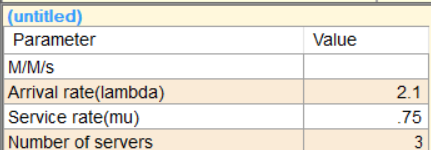 (untitled)
Parameter Value
M/M/s
Arrival rate(lambda) 2.1
Service rate(mu) .75
Number of servers 3